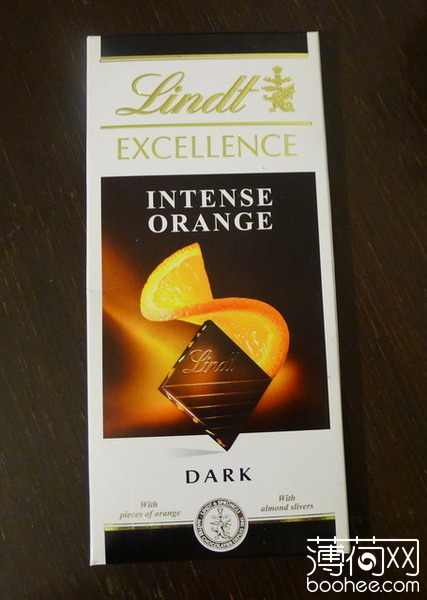 Lindt
EXCELLENCE
INTENSE
ORANGE
Lindt
DARK
With
pieces of orange
With
almond slivers
薄荷网
boohee.com